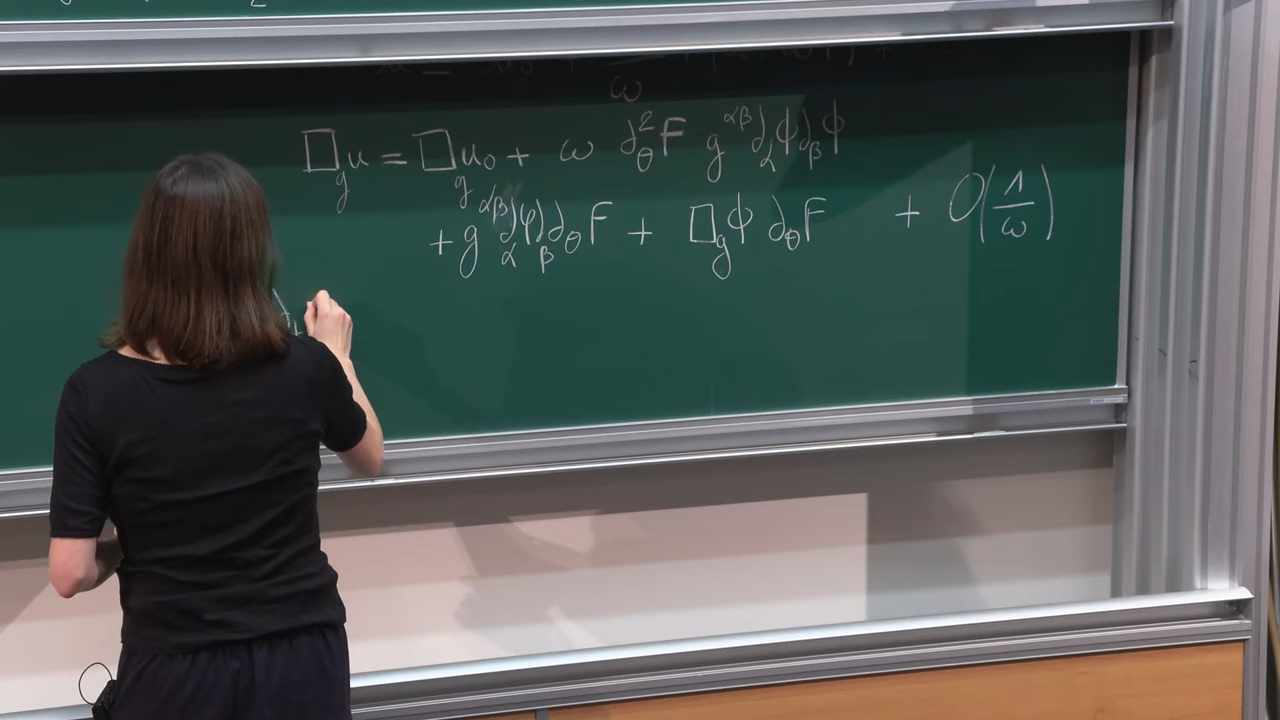 ω
□_g u = □_g u_0 + ω ∂_θ^2 F g^{αβ} ∂_α ϕ ∂_β ϕ
+ g^{αβ} ∂_α(φ) ∂_β ∂_θ F + □_g ϕ ∂_θ F + O(1/ω)